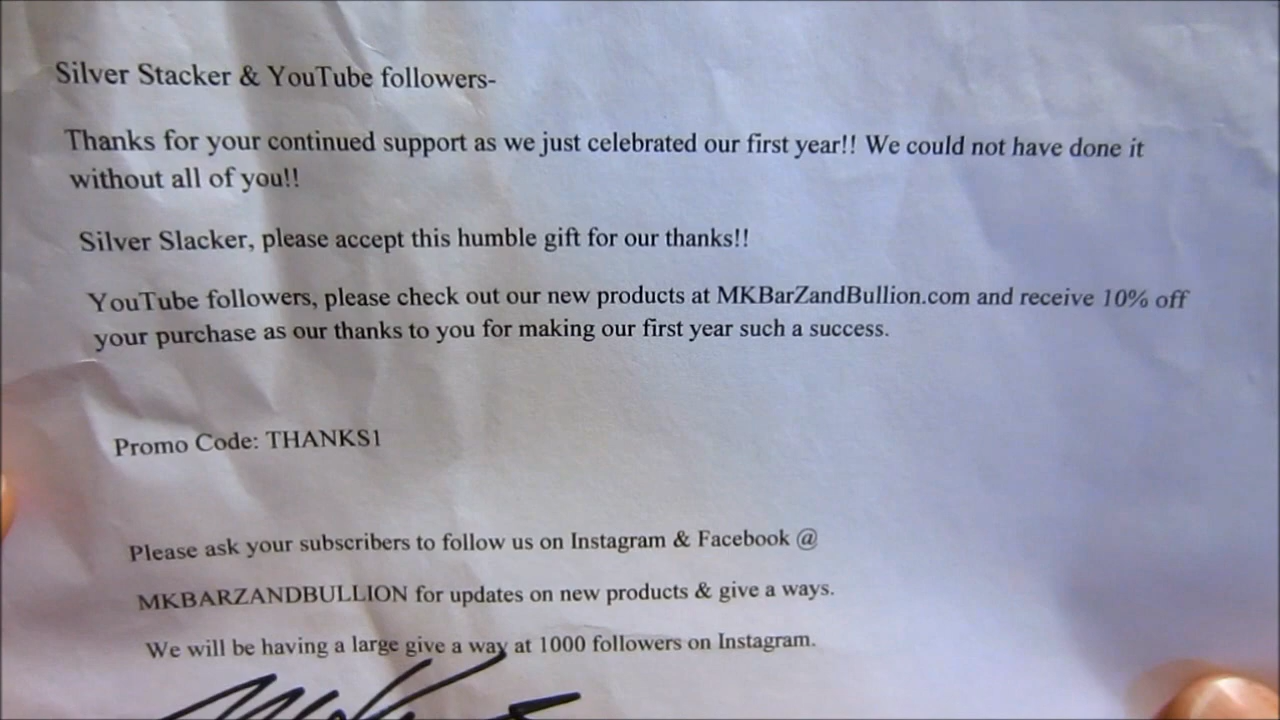 Silver Stacker & YouTube followers-
Thanks for your continued support as we just celebrated our first year!! We could not have done it
without all of you!!
Silver Slacker, please accept this humble gift for our thanks!!
YouTube followers, please check out our new products at MKBarZandBullion.com and receive 10% off
your purchase as our thanks to you for making our first year such a success.
Promo Code: THANKS1
Please ask your subscribers to follow us on Instagram & Facebook @
MKBARZANDBULLION for updates on new products & give a ways.
We will be having a large give a way at 1000 followers on Instagram.